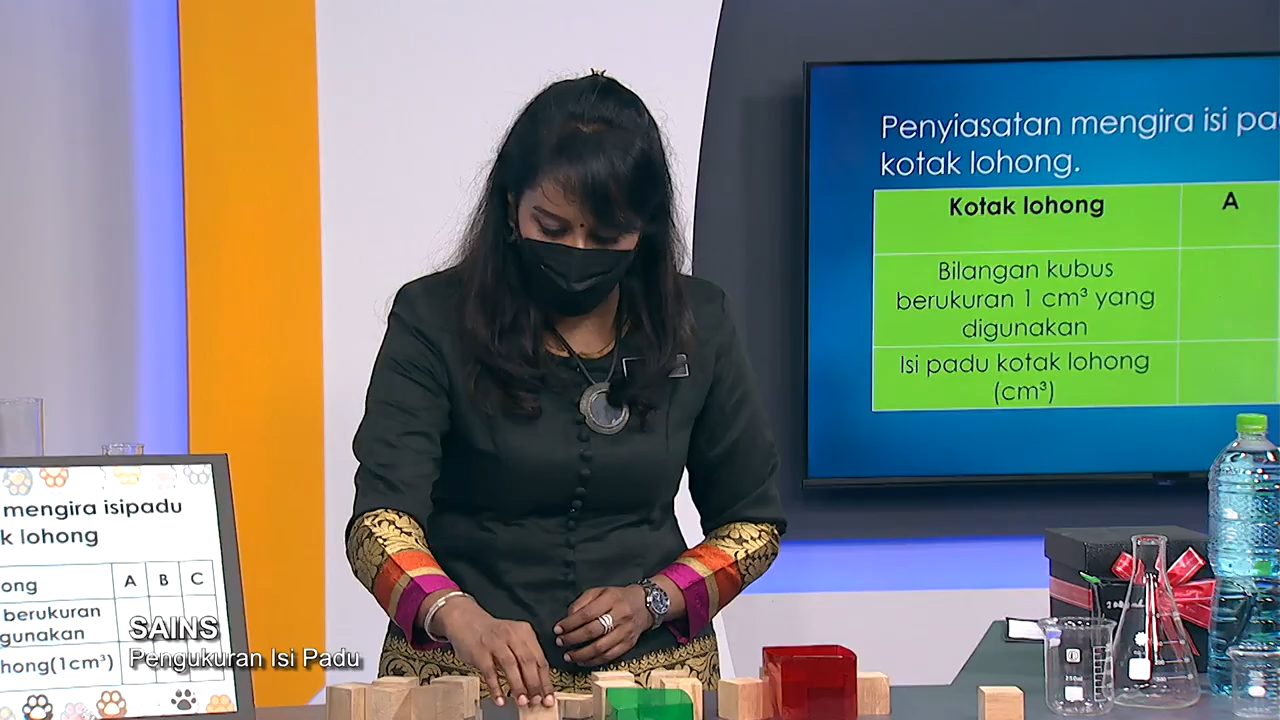 Penyiasatan mengira isi pa
kotak lohong.
Kotak lohong
A
Bilangan kubus
berukuran 1 cm³ yang
digunakan
Isi padu kotak lohong
(cm³)
mengira isipadu
k lohong
ong
A B C
berukuran
gunakan
hong(1cm³)
SAINS
Pengukuran Isi Padu